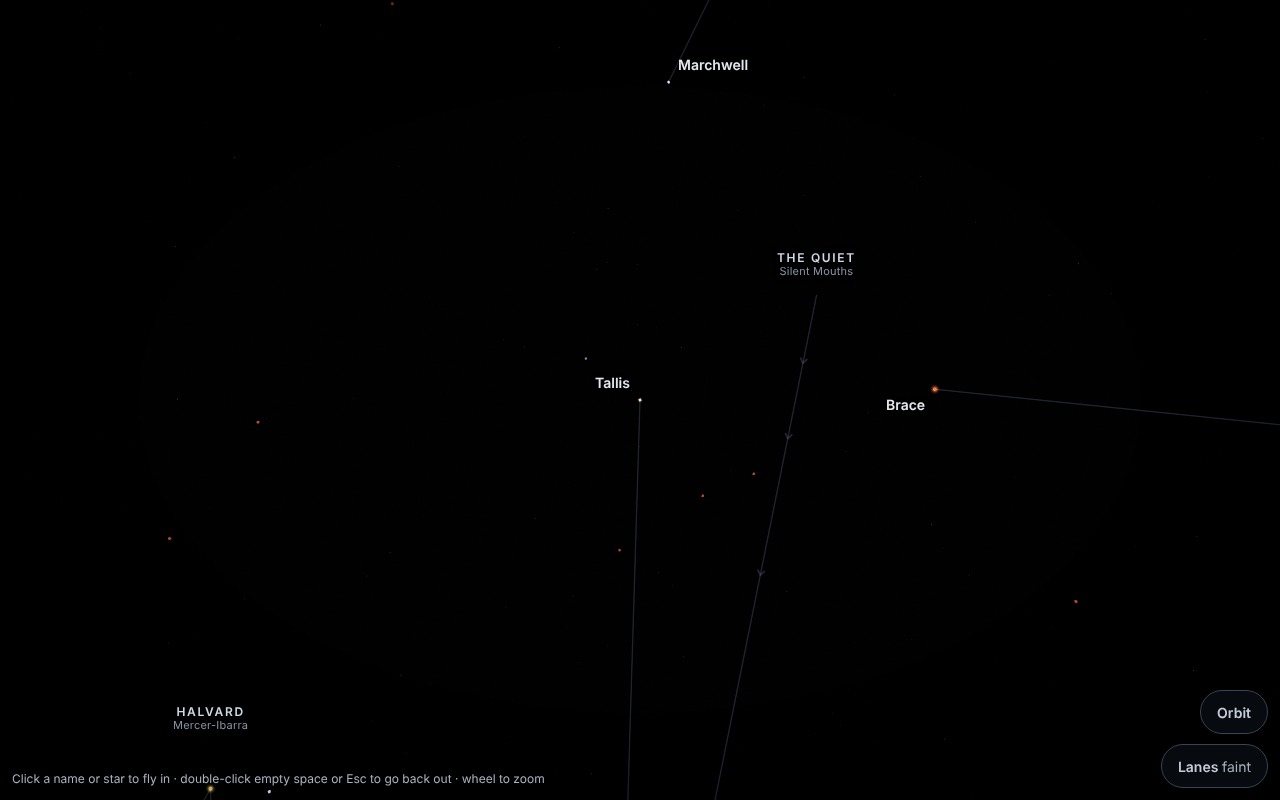 Marchwell
THE QUIET
Silent Mouths
Tallis
Brace
HALVARD
Mercer-Ibarra
Orbit
Lanes faint
Click a name or star to fly in · double-click empty space or Esc to go back out · wheel to zoom